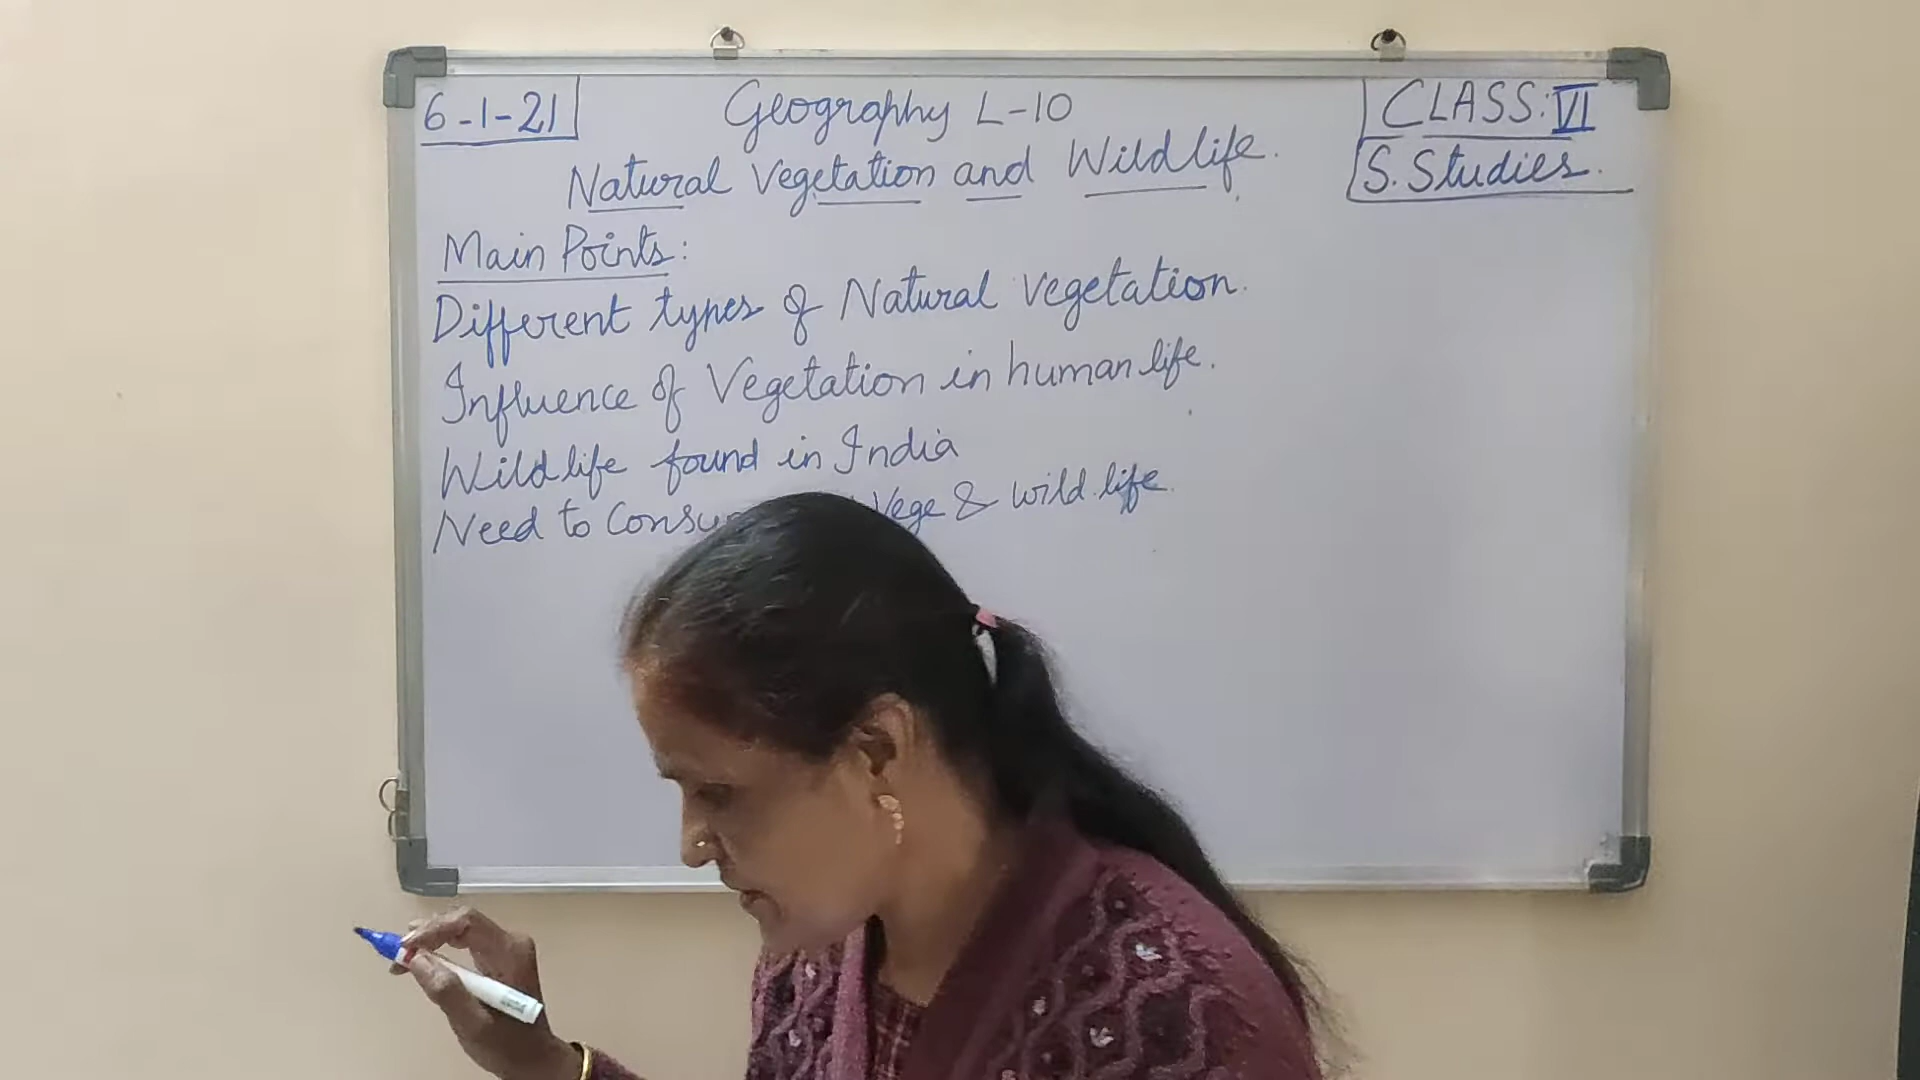 6-1-21
Geography L-10
CLASS: VI
S. Studies.
Natural Vegetation and Wildlife.
Main Points:
Different types of Natural vegetation.
Influence of Vegetation in human life.
Wildlife found in India
Need to Vege & wild life.